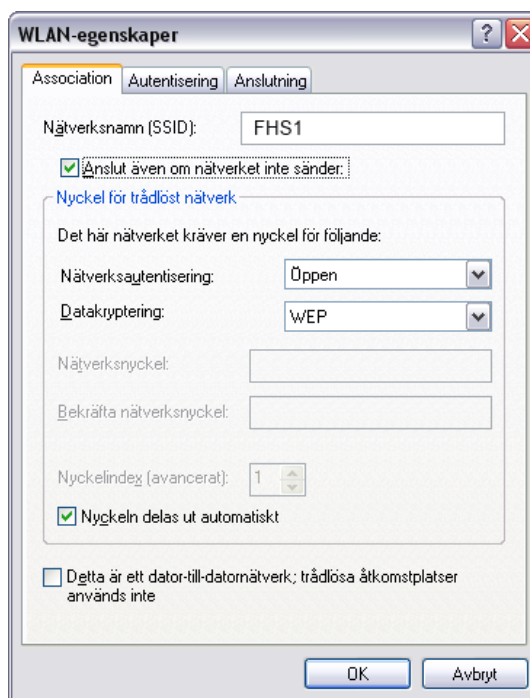 WLAN-egenskaper
Association Autentisering Anslutning
Nätverksnamn (SSID): FHS1
Anslut även om nätverket inte sänder:
Nyckel för trådlöst nätverk
Det här nätverket kräver en nyckel för följande:
Nätverksautentisering: Öppen
Datakryptering: WEP
Nätverksnyckel:
Bekräfta nätverksnyckel:
Nyckelindex (avancerat): 1
Nyckeln delas ut automatiskt
Detta är ett dator-till-datornätverk; trådlösa åtkomstplatser
används inte
OK Avbryt